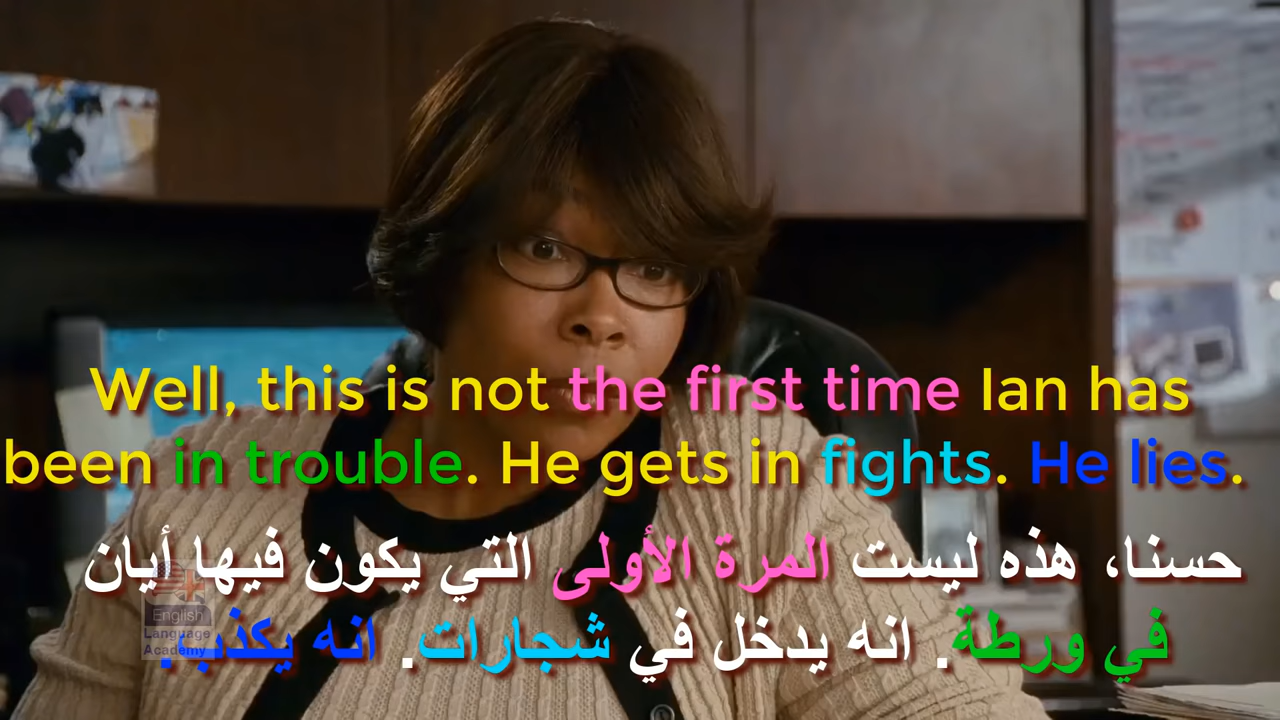 Well, this is not the first time Ian has
been in trouble. He gets in fights. He lies.
حسنا، هذه ليست المرة الأولى التي يكون فيها أيان
في ورطة. انه يدخل في شجارات. انه يكذب.
English
Language
Academy